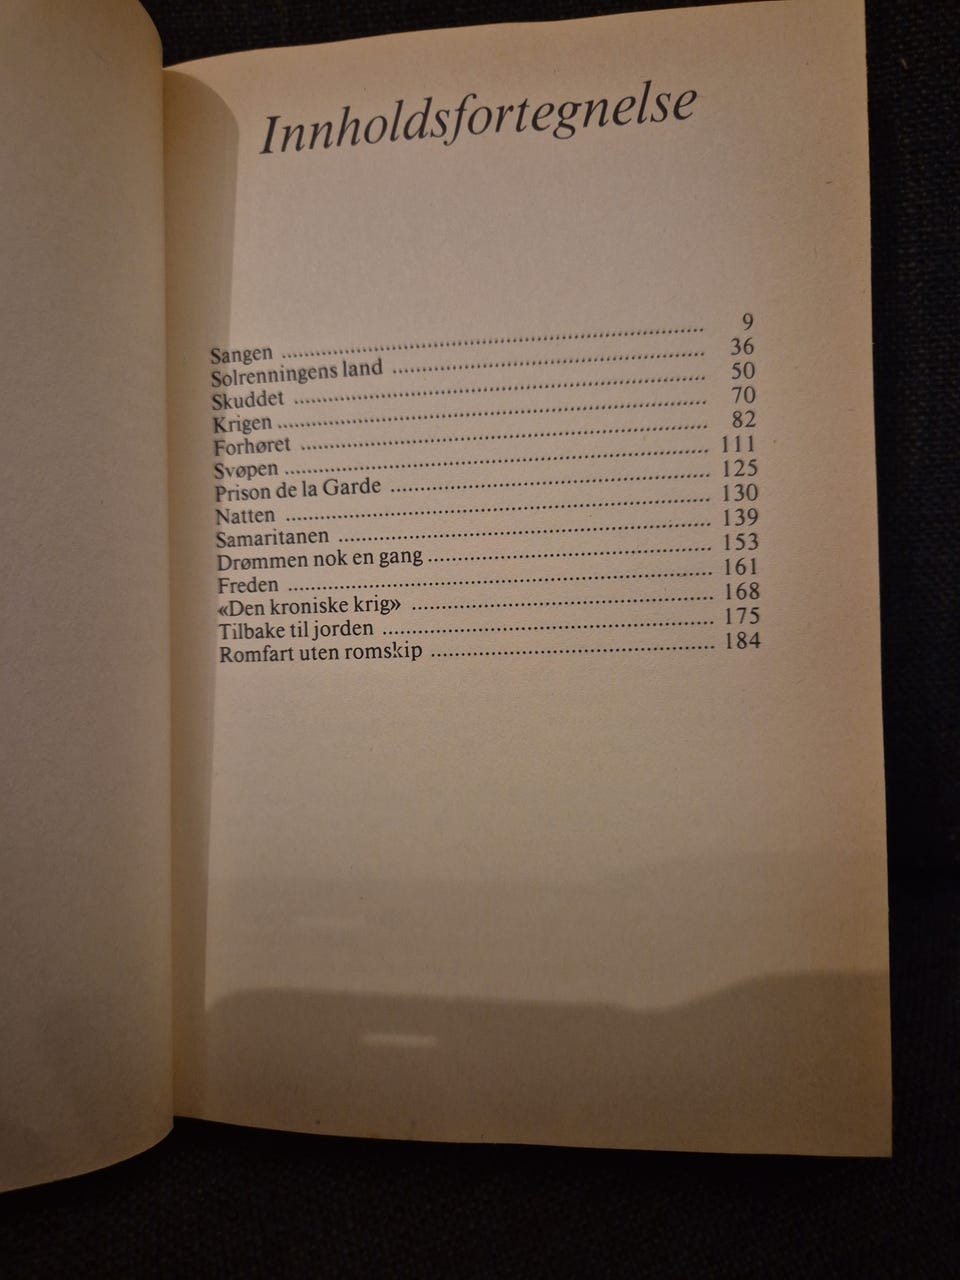 Innholdsfortegnelse
Sangen ........................................................ 9
Solrenningens land ........................................ 36
Skuddet ........................................................ 50
Krigen ........................................................ 70
Forhøret ........................................................ 82
Svøpen ........................................................ 111
Prison de la Garde ........................................ 125
Natten ........................................................ 130
Samaritanen ................................................ 139
Drømmen nok en gang .................................... 153
Freden ........................................................ 161
«Den kroniske krig» ........................................ 168
Tilbake til jorden ............................................ 175
Romfart uten romskip .................................... 184